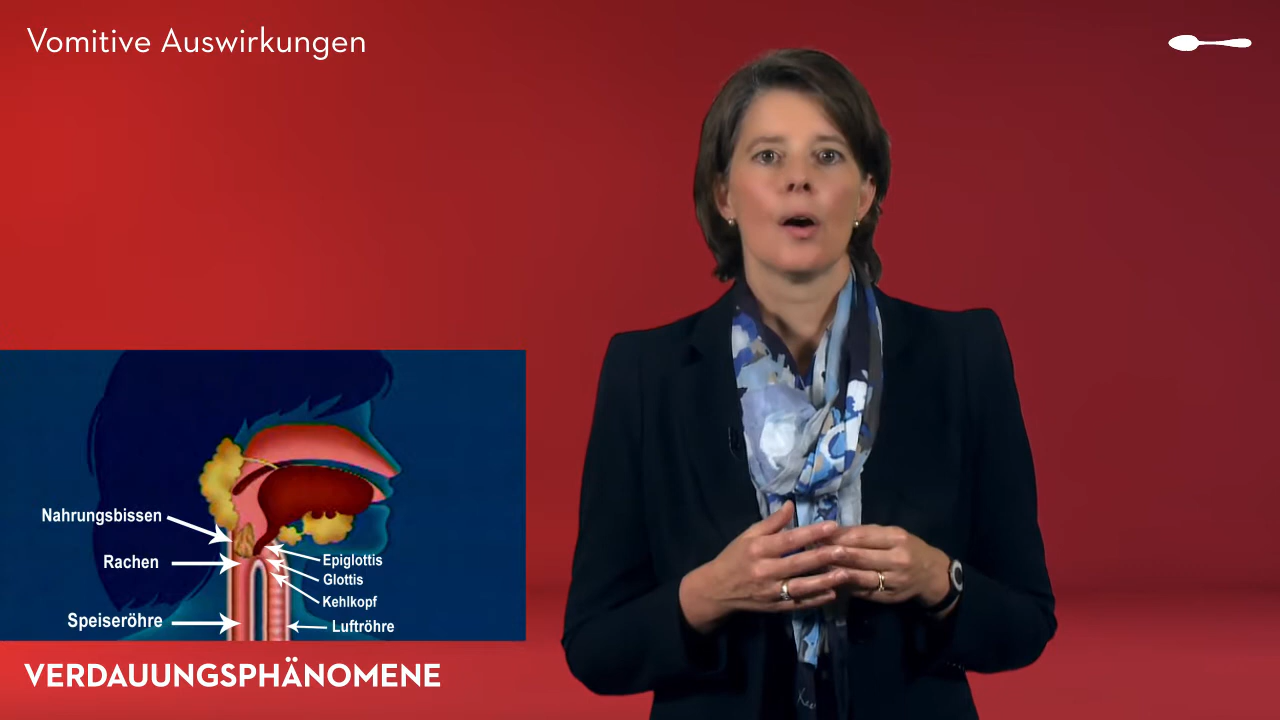 Vomitive Auswirkungen
Nahrungsbissen
Rachen
Speiseröhre
Epiglottis
Glottis
Kehlkopf
Luftröhre
VERDAUUNGSPHÄNOMENE